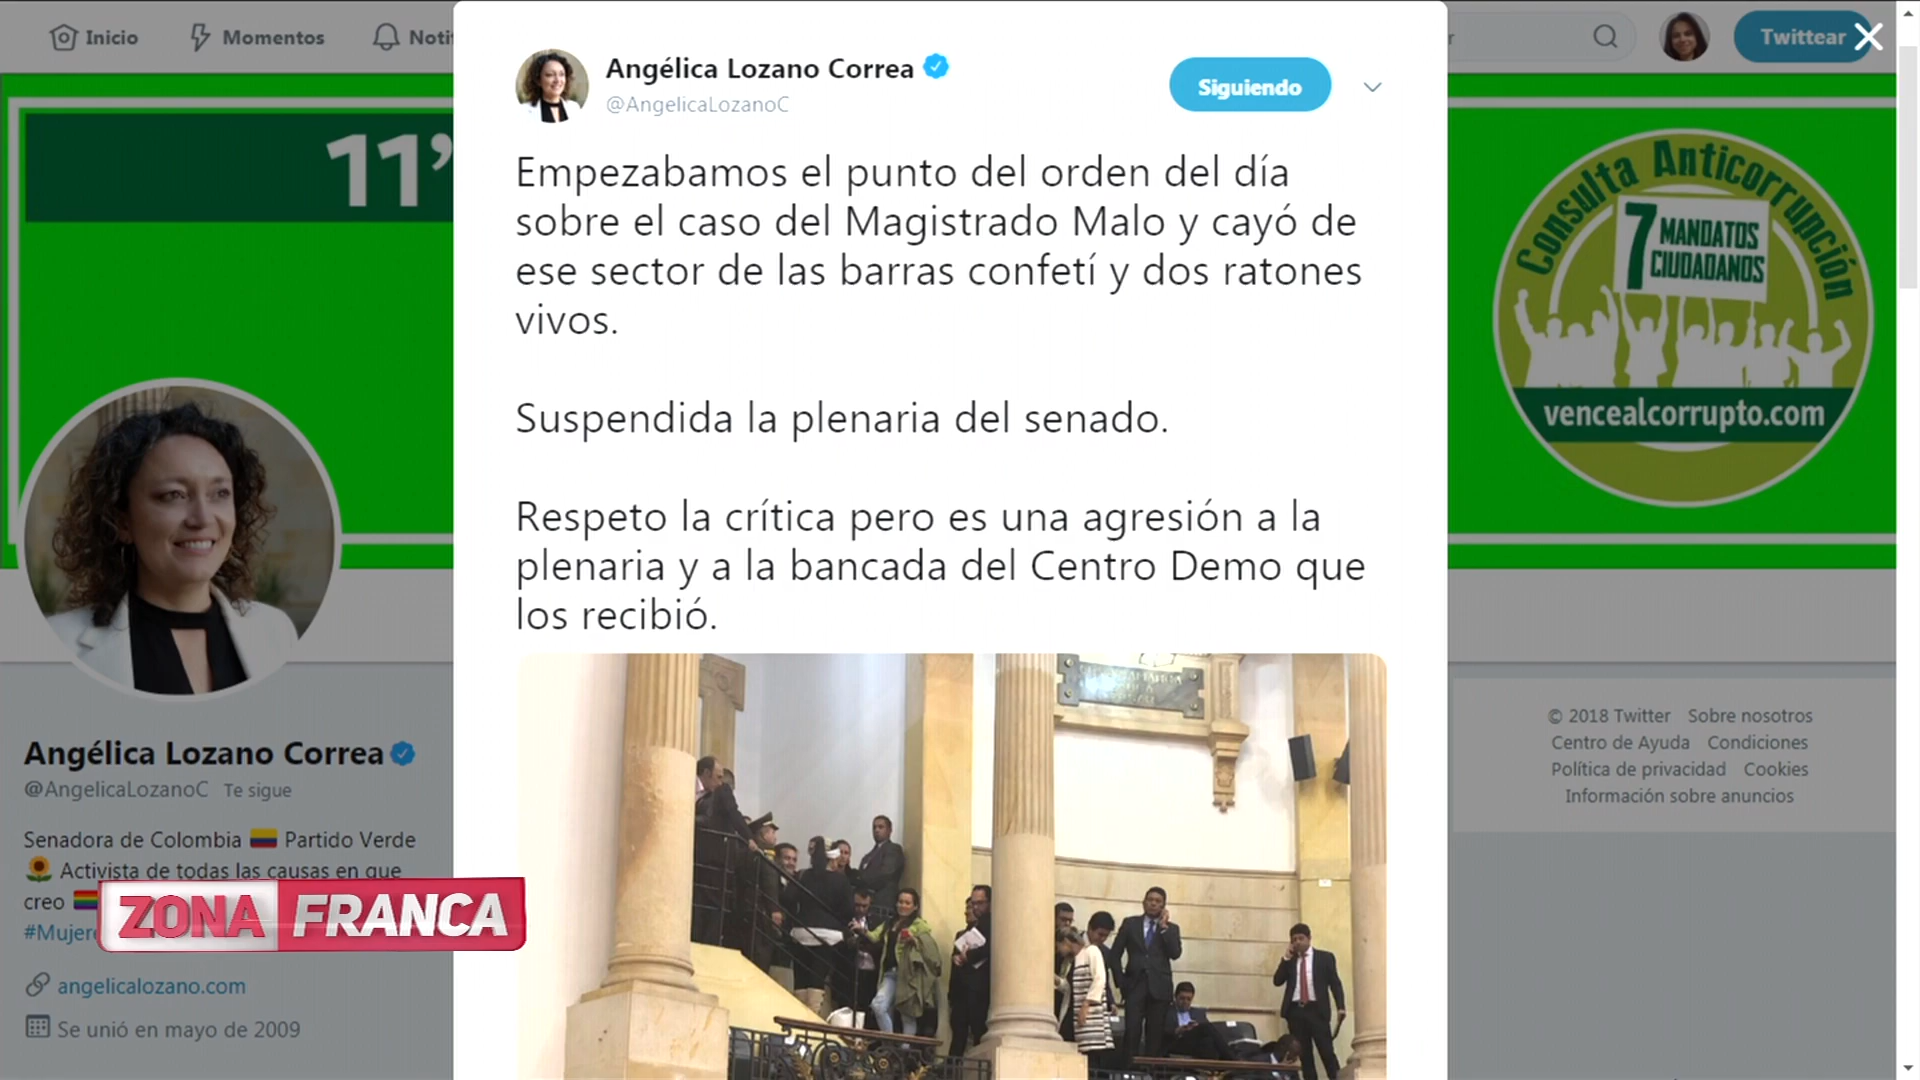 Inicio
Momentos
Noti
Twittear
11'
Angélica Lozano Correa
@AngelicaLozanoC
Siguiendo
Empezabamos el punto del orden del día
sobre el caso del Magistrado Malo y cayó de
ese sector de las barras confetí y dos ratones
vivos.
Suspendida la plenaria del senado.
Respeto la crítica pero es una agresión a la
plenaria y a la bancada del Centro Demo que
los recibió.
Consulta Anticorrupción
7 MANDATOS
CIUDADANOS
vencealcorrupto.com
Angélica Lozano Correa
@AngelicaLozanoC Te sigue
Senadora de Colombia Partido Verde
Activista de todas las causas en que
creo
#Mujere
ZONA FRANCA
angelicalozano.com
Se unió en mayo de 2009
© 2018 Twitter Sobre nosotros
Centro de Ayuda Condiciones
Política de privacidad Cookies
Información sobre anuncios